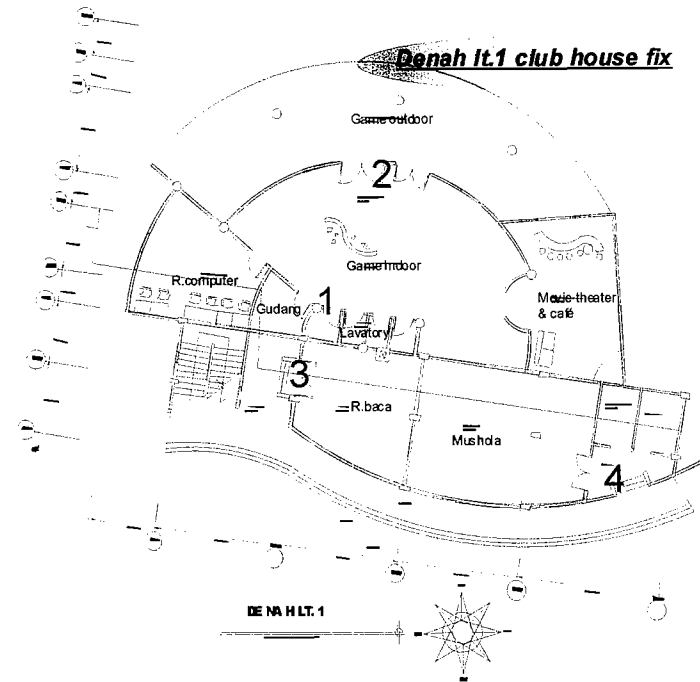 Denah lt.1 club house fix
Game outdoor
2
Game Indoor
R.computer
Movie theater
& café
Gudang
1
Lavatory
3
R.baca
Mushola
4
DENAH LT. 1